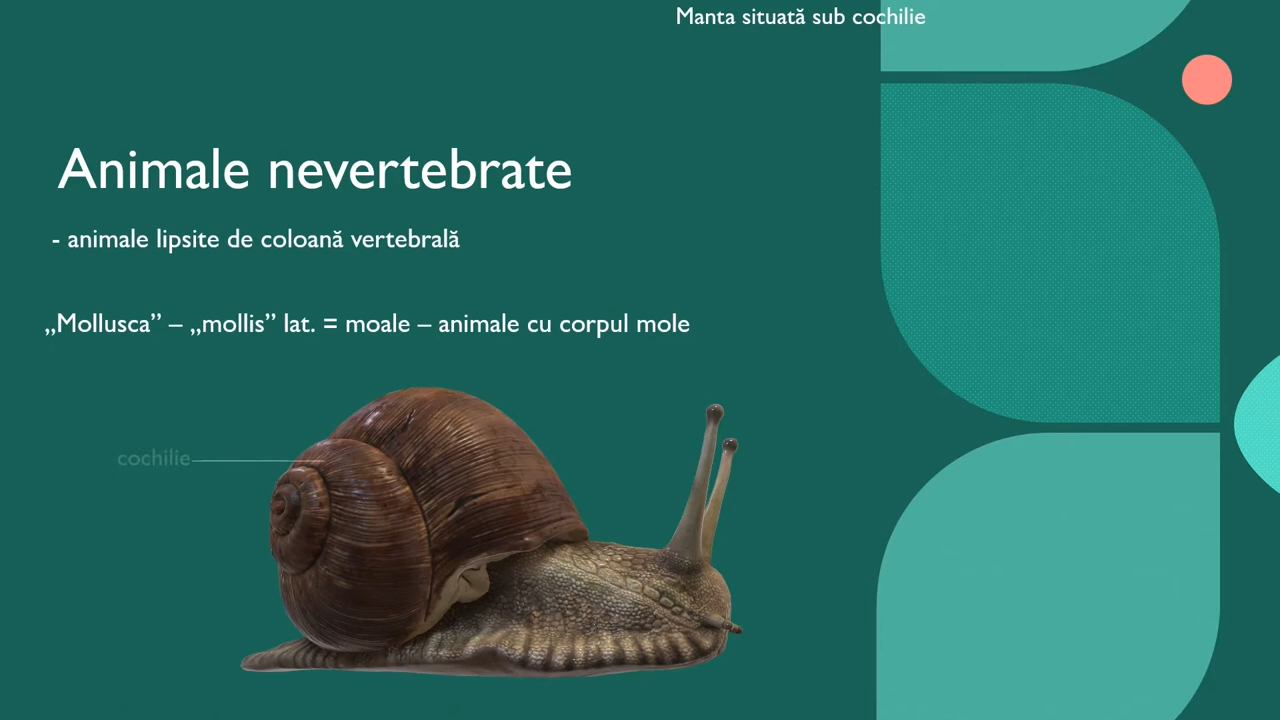 Manta situată sub cochilie
Animale nevertebrate
- animale lipsite de coloană vertebrală
„Mollusca” – „mollis” lat. = moale – animale cu corpul mole
cochilie